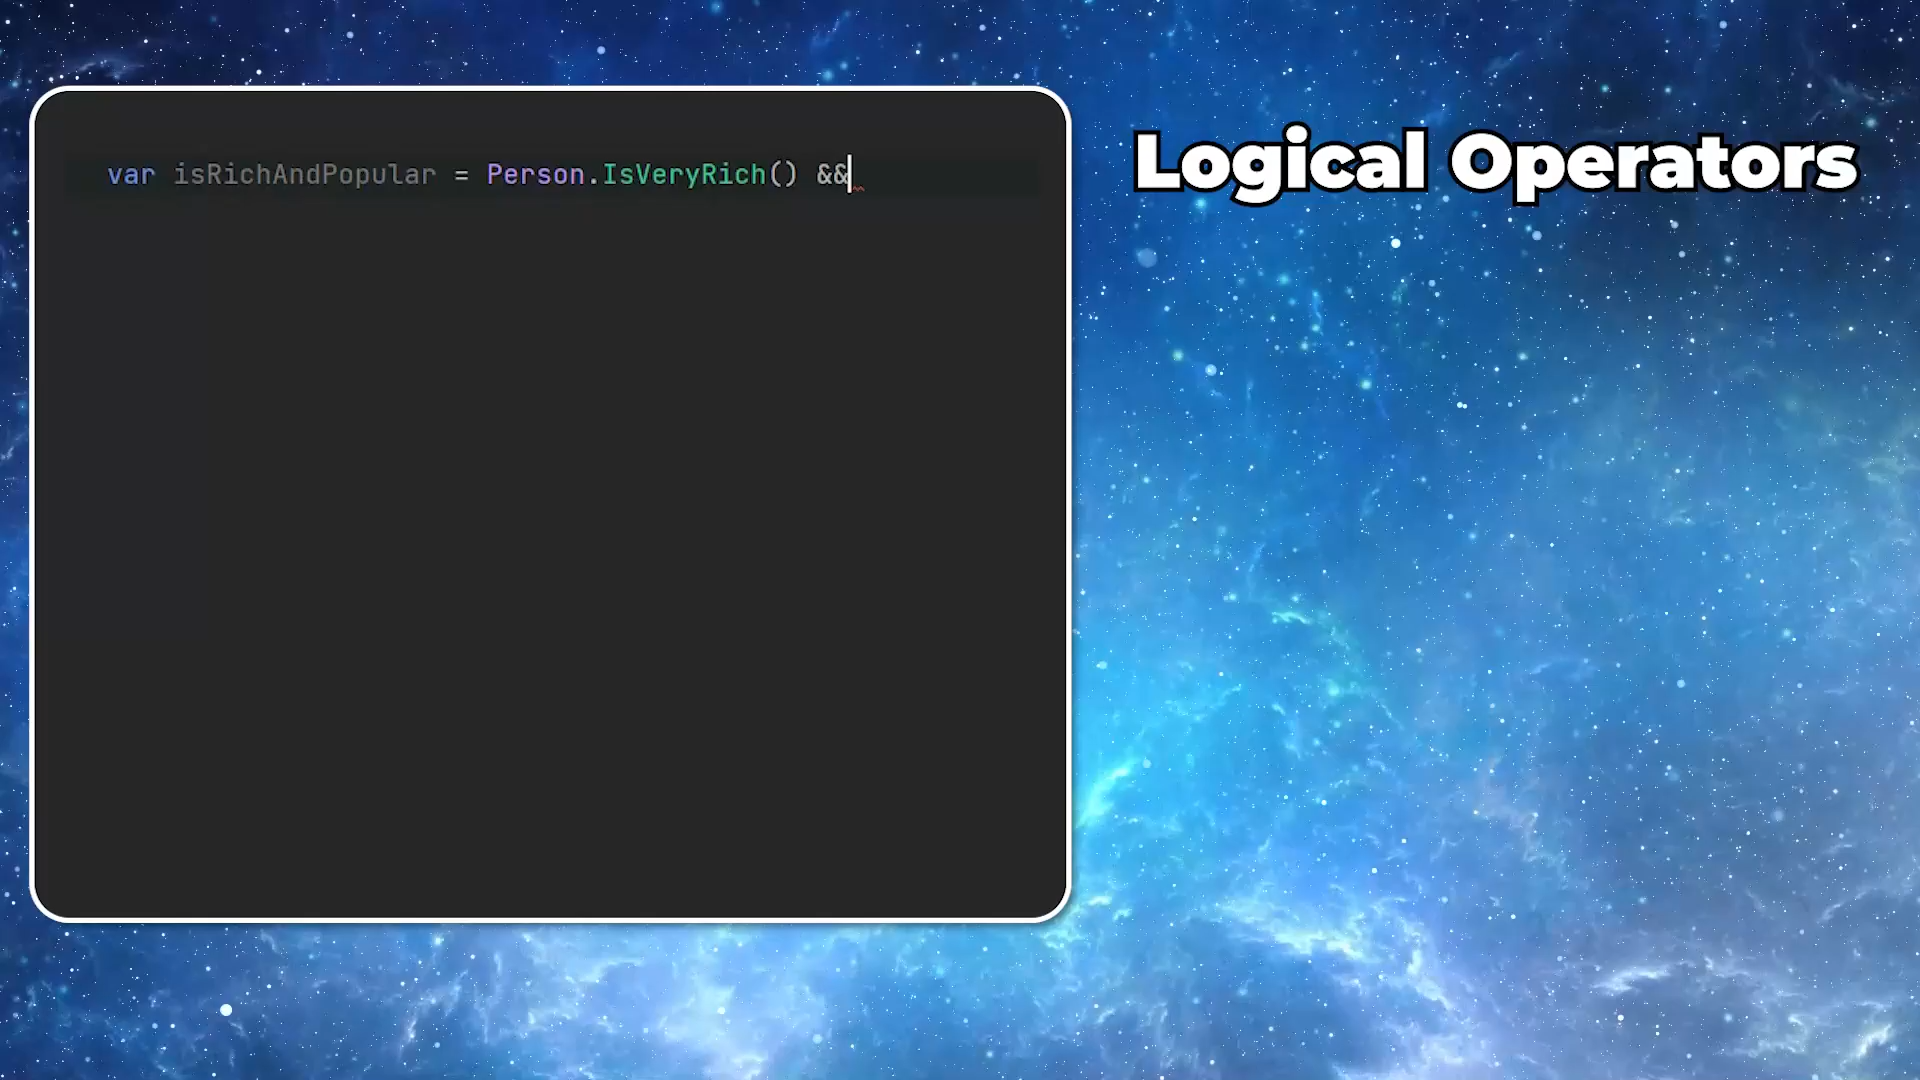 var isRichAndPopular = Person.IsVeryRich() &&
Logical Operators